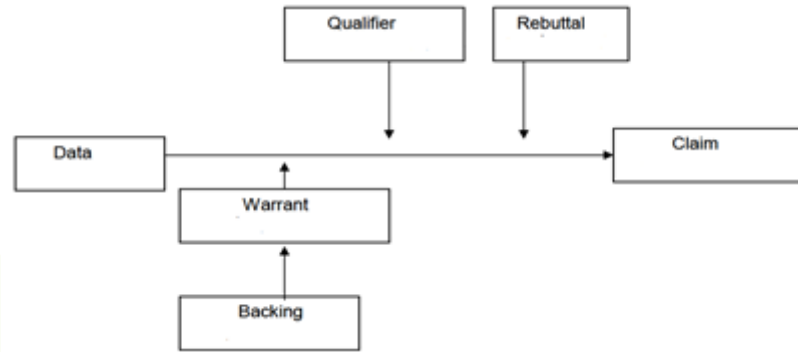 Qualifier
Rebuttal
Data
Claim
Warrant
Backing